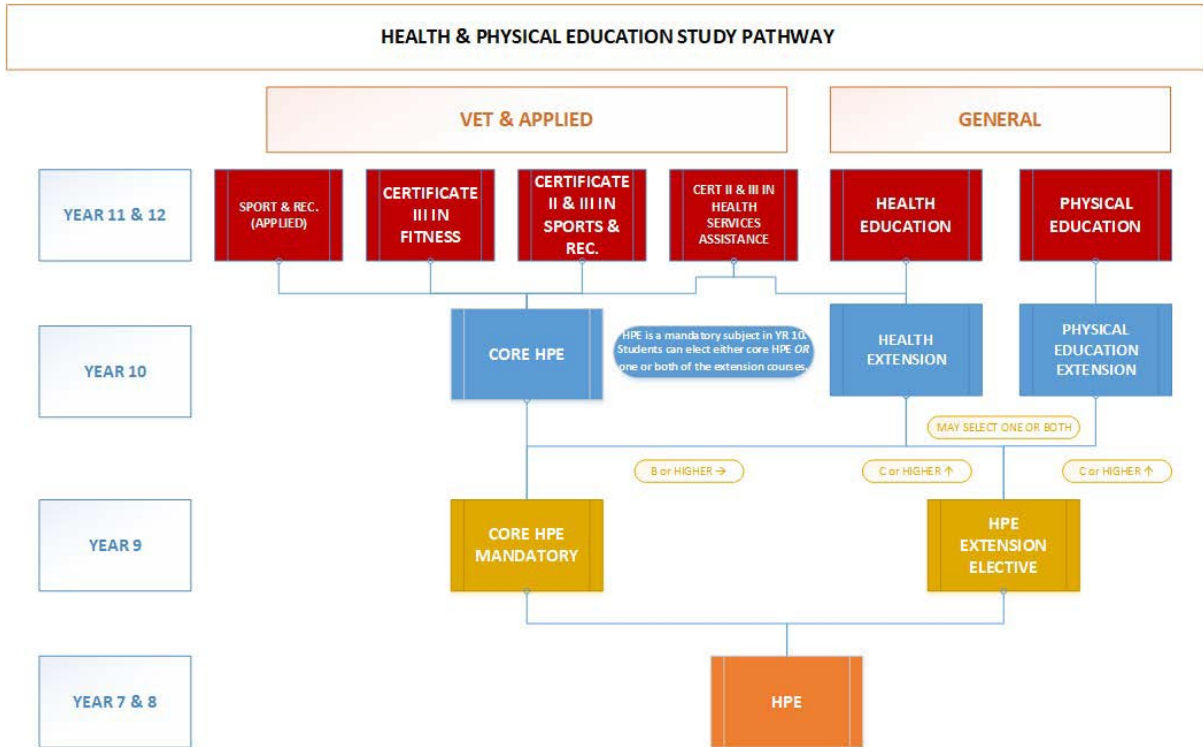 HEALTH & PHYSICAL EDUCATION STUDY PATHWAY
VET & APPLIED
GENERAL
YEAR 11 & 12
SPORT & REC.
(APPLIED)
CERTIFICATE
III IN
FITNESS
CERTIFICATE
II & III IN
SPORTS &
REC.
CERT II & III IN
HEALTH
SERVICES
ASSISTANCE
HEALTH
EDUCATION
PHYSICAL
EDUCATION
YEAR 10
CORE HPE
HPE is a mandatory subject in YR 10.
Students can elect either core HPE OR
one or both of the extension courses.
HEALTH
EXTENSION
PHYSICAL
EDUCATION
EXTENSION
MAY SELECT ONE OR BOTH
B or HIGHER →
C or HIGHER ↑
C or HIGHER ↑
YEAR 9
CORE HPE
MANDATORY
HPE
EXTENSION
ELECTIVE
YEAR 7 & 8
HPE